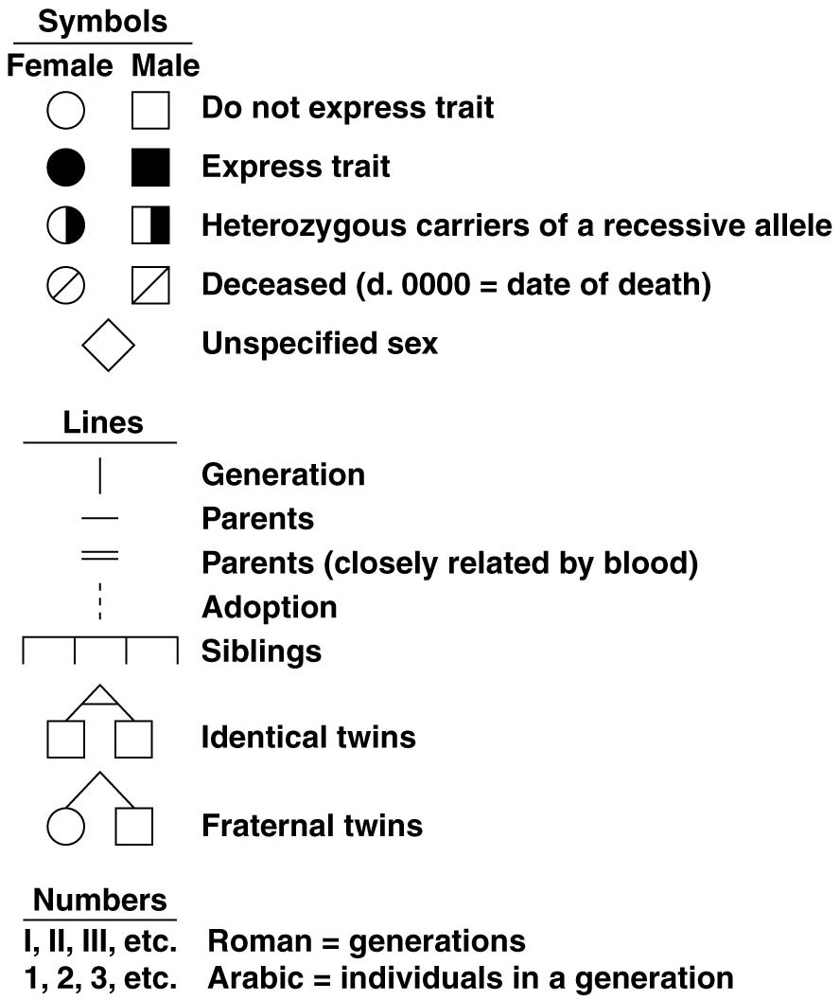 Symbols
Female Male
Do not express trait
Express trait
Heterozygous carriers of a recessive allele
Deceased (d. 0000 = date of death)
Unspecified sex
Lines
Generation
Parents
Parents (closely related by blood)
Adoption
Siblings
Identical twins
Fraternal twins
Numbers
I, II, III, etc. Roman = generations
1, 2, 3, etc. Arabic = individuals in a generation